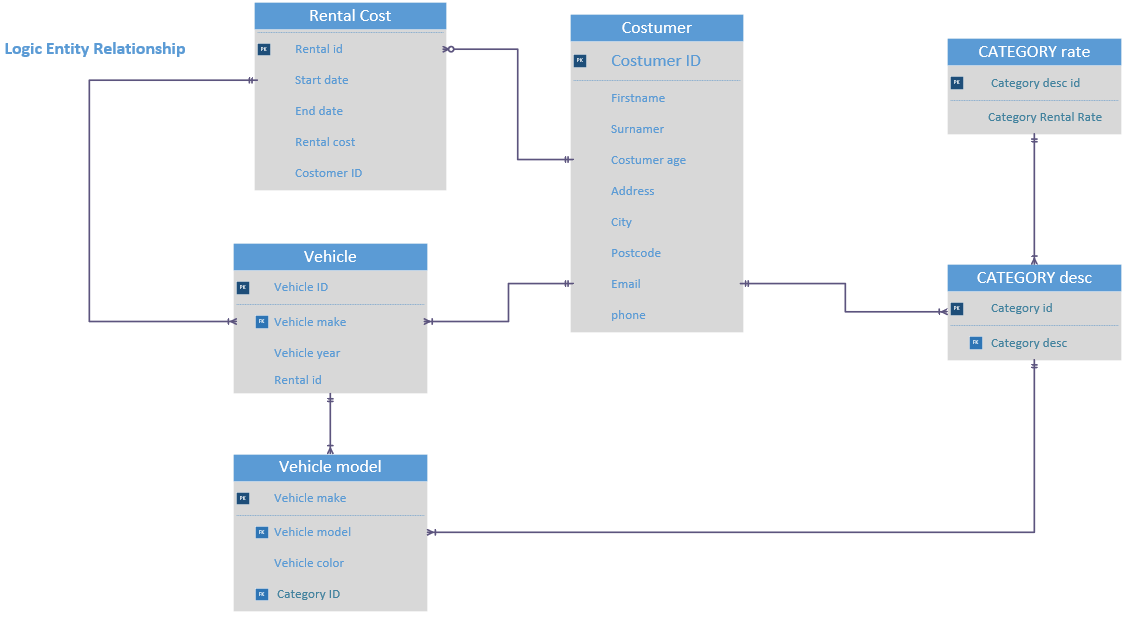 Logic Entity Relationship
Rental Cost
PK Rental id
Start date
End date
Rental cost
Costomer ID
Costumer
PK Costumer ID
Firstname
Surnamer
Costumer age
Address
City
Postcode
Email
phone
CATEGORY rate
PK Category desc id
Category Rental Rate
Vehicle
PK Vehicle ID
FK Vehicle make
Vehicle year
Rental id
CATEGORY desc
PK Category id
FK Category desc
Vehicle model
PK Vehicle make
FK Vehicle model
Vehicle color
FK Category ID